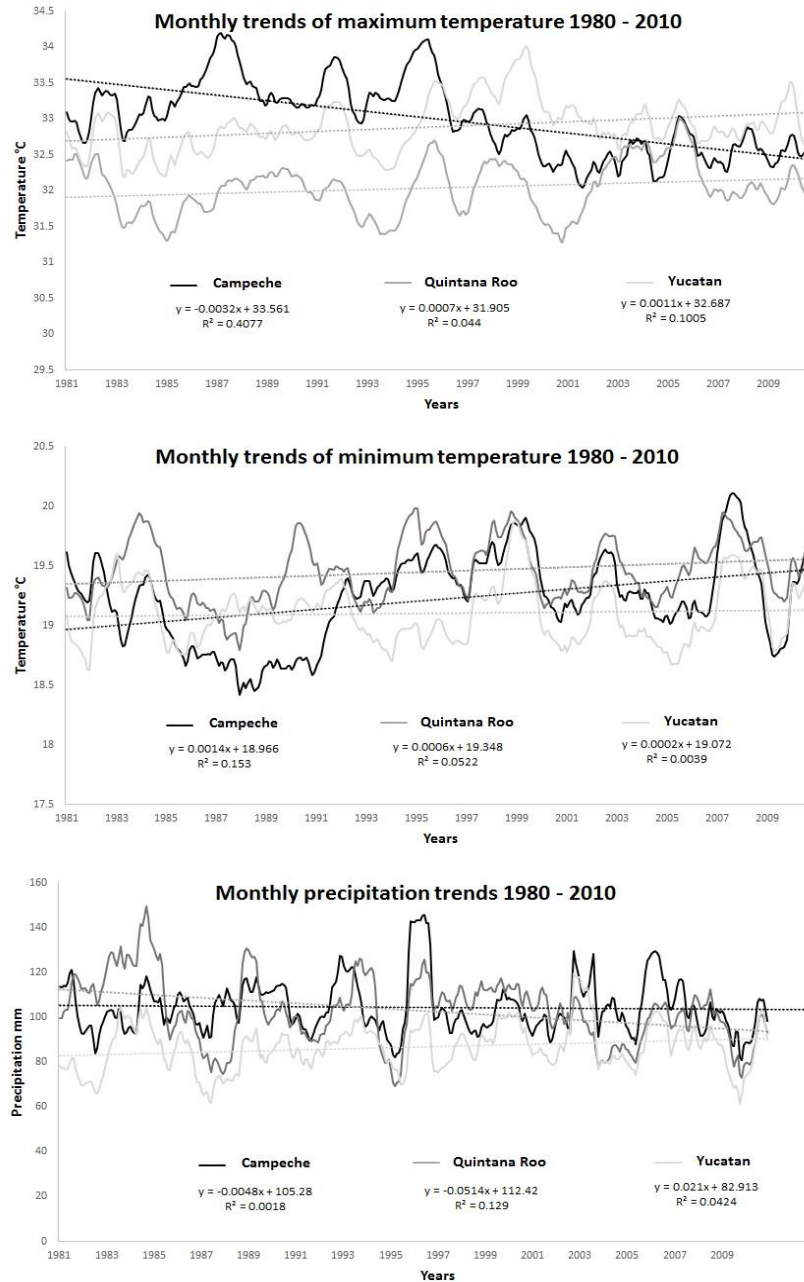 Monthly trends of maximum temperature 1980 - 2010
34.5
34
33.5
33
32.5
32
31.5
31
30.5
30
29.5
Temperature °C
Campeche Quintana Roo Yucatan
y = -0.0032x + 33.561 y = 0.0007x + 31.905 y = 0.0011x + 32.687
R² = 0.4077 R² = 0.044 R² = 0.1005
1981 1983 1985 1987 1989 1991 1993 1995 1997 1999 2001 2003 2005 2007 2009
Years
Monthly trends of minimum temperature 1980 - 2010
20.5
20
19.5
19
18.5
18
17.5
Temperature °C
Campeche Quintana Roo Yucatan
y = 0.0014x + 18.966 y = 0.0006x + 19.348 y = 0.0002x + 19.072
R² = 0.153 R² = 0.0522 R² = 0.0039
1981 1983 1985 1987 1989 1991 1993 1995 1997 1999 2001 2003 2005 2007 2009
Years
Monthly precipitation trends 1980 - 2010
160
140
120
100
80
60
40
20
0
Precipitation mm
Campeche Quintana Roo Yucatan
y = -0.0048x + 105.28 y = -0.0514x + 112.42 y = 0.021x + 82.913
R² = 0.0018 R² = 0.129 R² = 0.0424
1981 1983 1985 1987 1989 1991 1993 1995 1997 1999 2001 2003 2005 2007 2009
Years